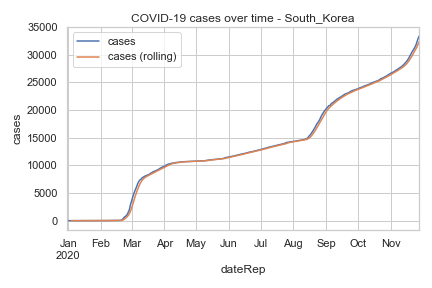 COVID-19 cases over time - South_Korea
cases
cases (rolling)
cases
35000
30000
25000
20000
15000
10000
5000
0
Jan Feb Mar Apr May Jun Jul Aug Sep Oct Nov
2020
dateRep